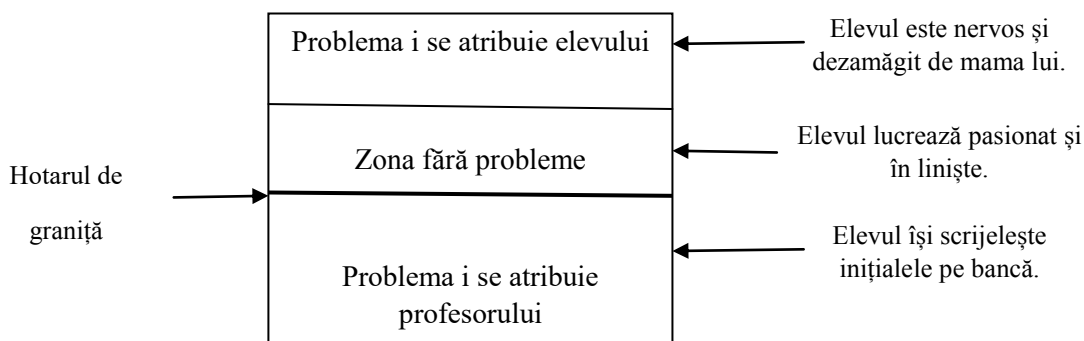 Problema i se atribuie elevului
Elevul este nervos și
dezamăgit de mama lui.
Zona fără probleme
Elevul lucrează pasionat și
în liniște.
Hotarul de
graniță
Problema i se atribuie
profesorului
Elevul își scrijelește
inițialele pe bancă.